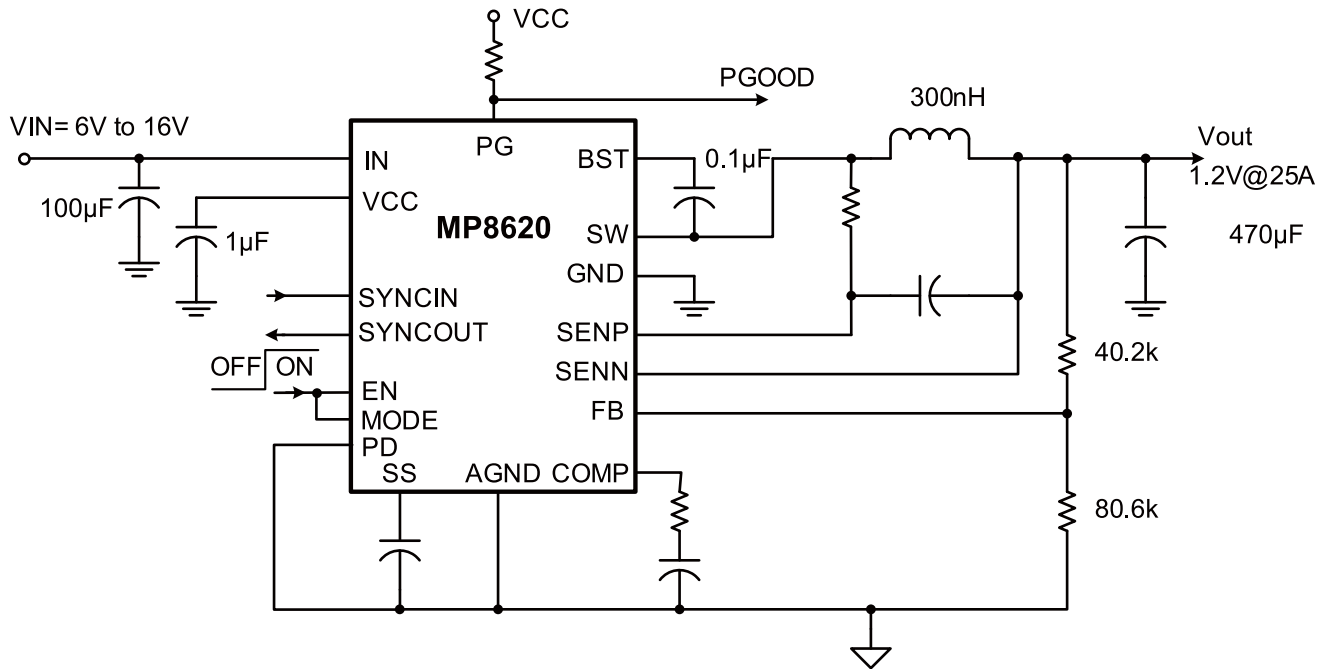 VCC
PGOOD
300nH
VIN= 6V to 16V
Vout
1.2V@25A
IN
PG
BST
0.1µF
100µF
VCC
MP8620
SW
470µF
1µF
GND
SYNCIN
SYNCOUT
SENP
40.2k
OFF
ON
SENN
EN
FB
MODE
PD
SS
AGND
COMP
80.6k